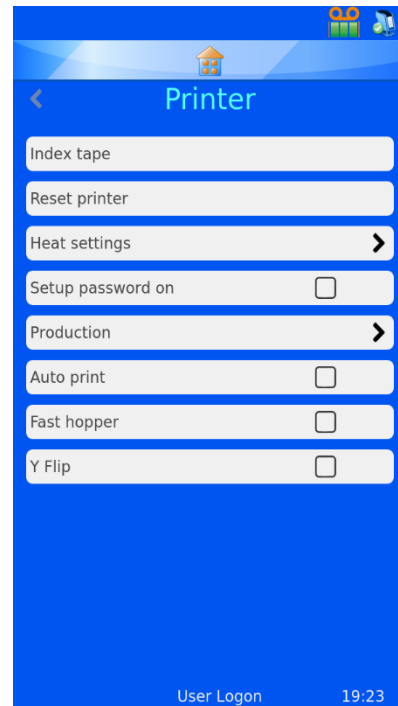 Printer
Index tape
Reset printer
Heat settings
Setup password on
Production
Auto print
Fast hopper
Y Flip
User Logon 19:23